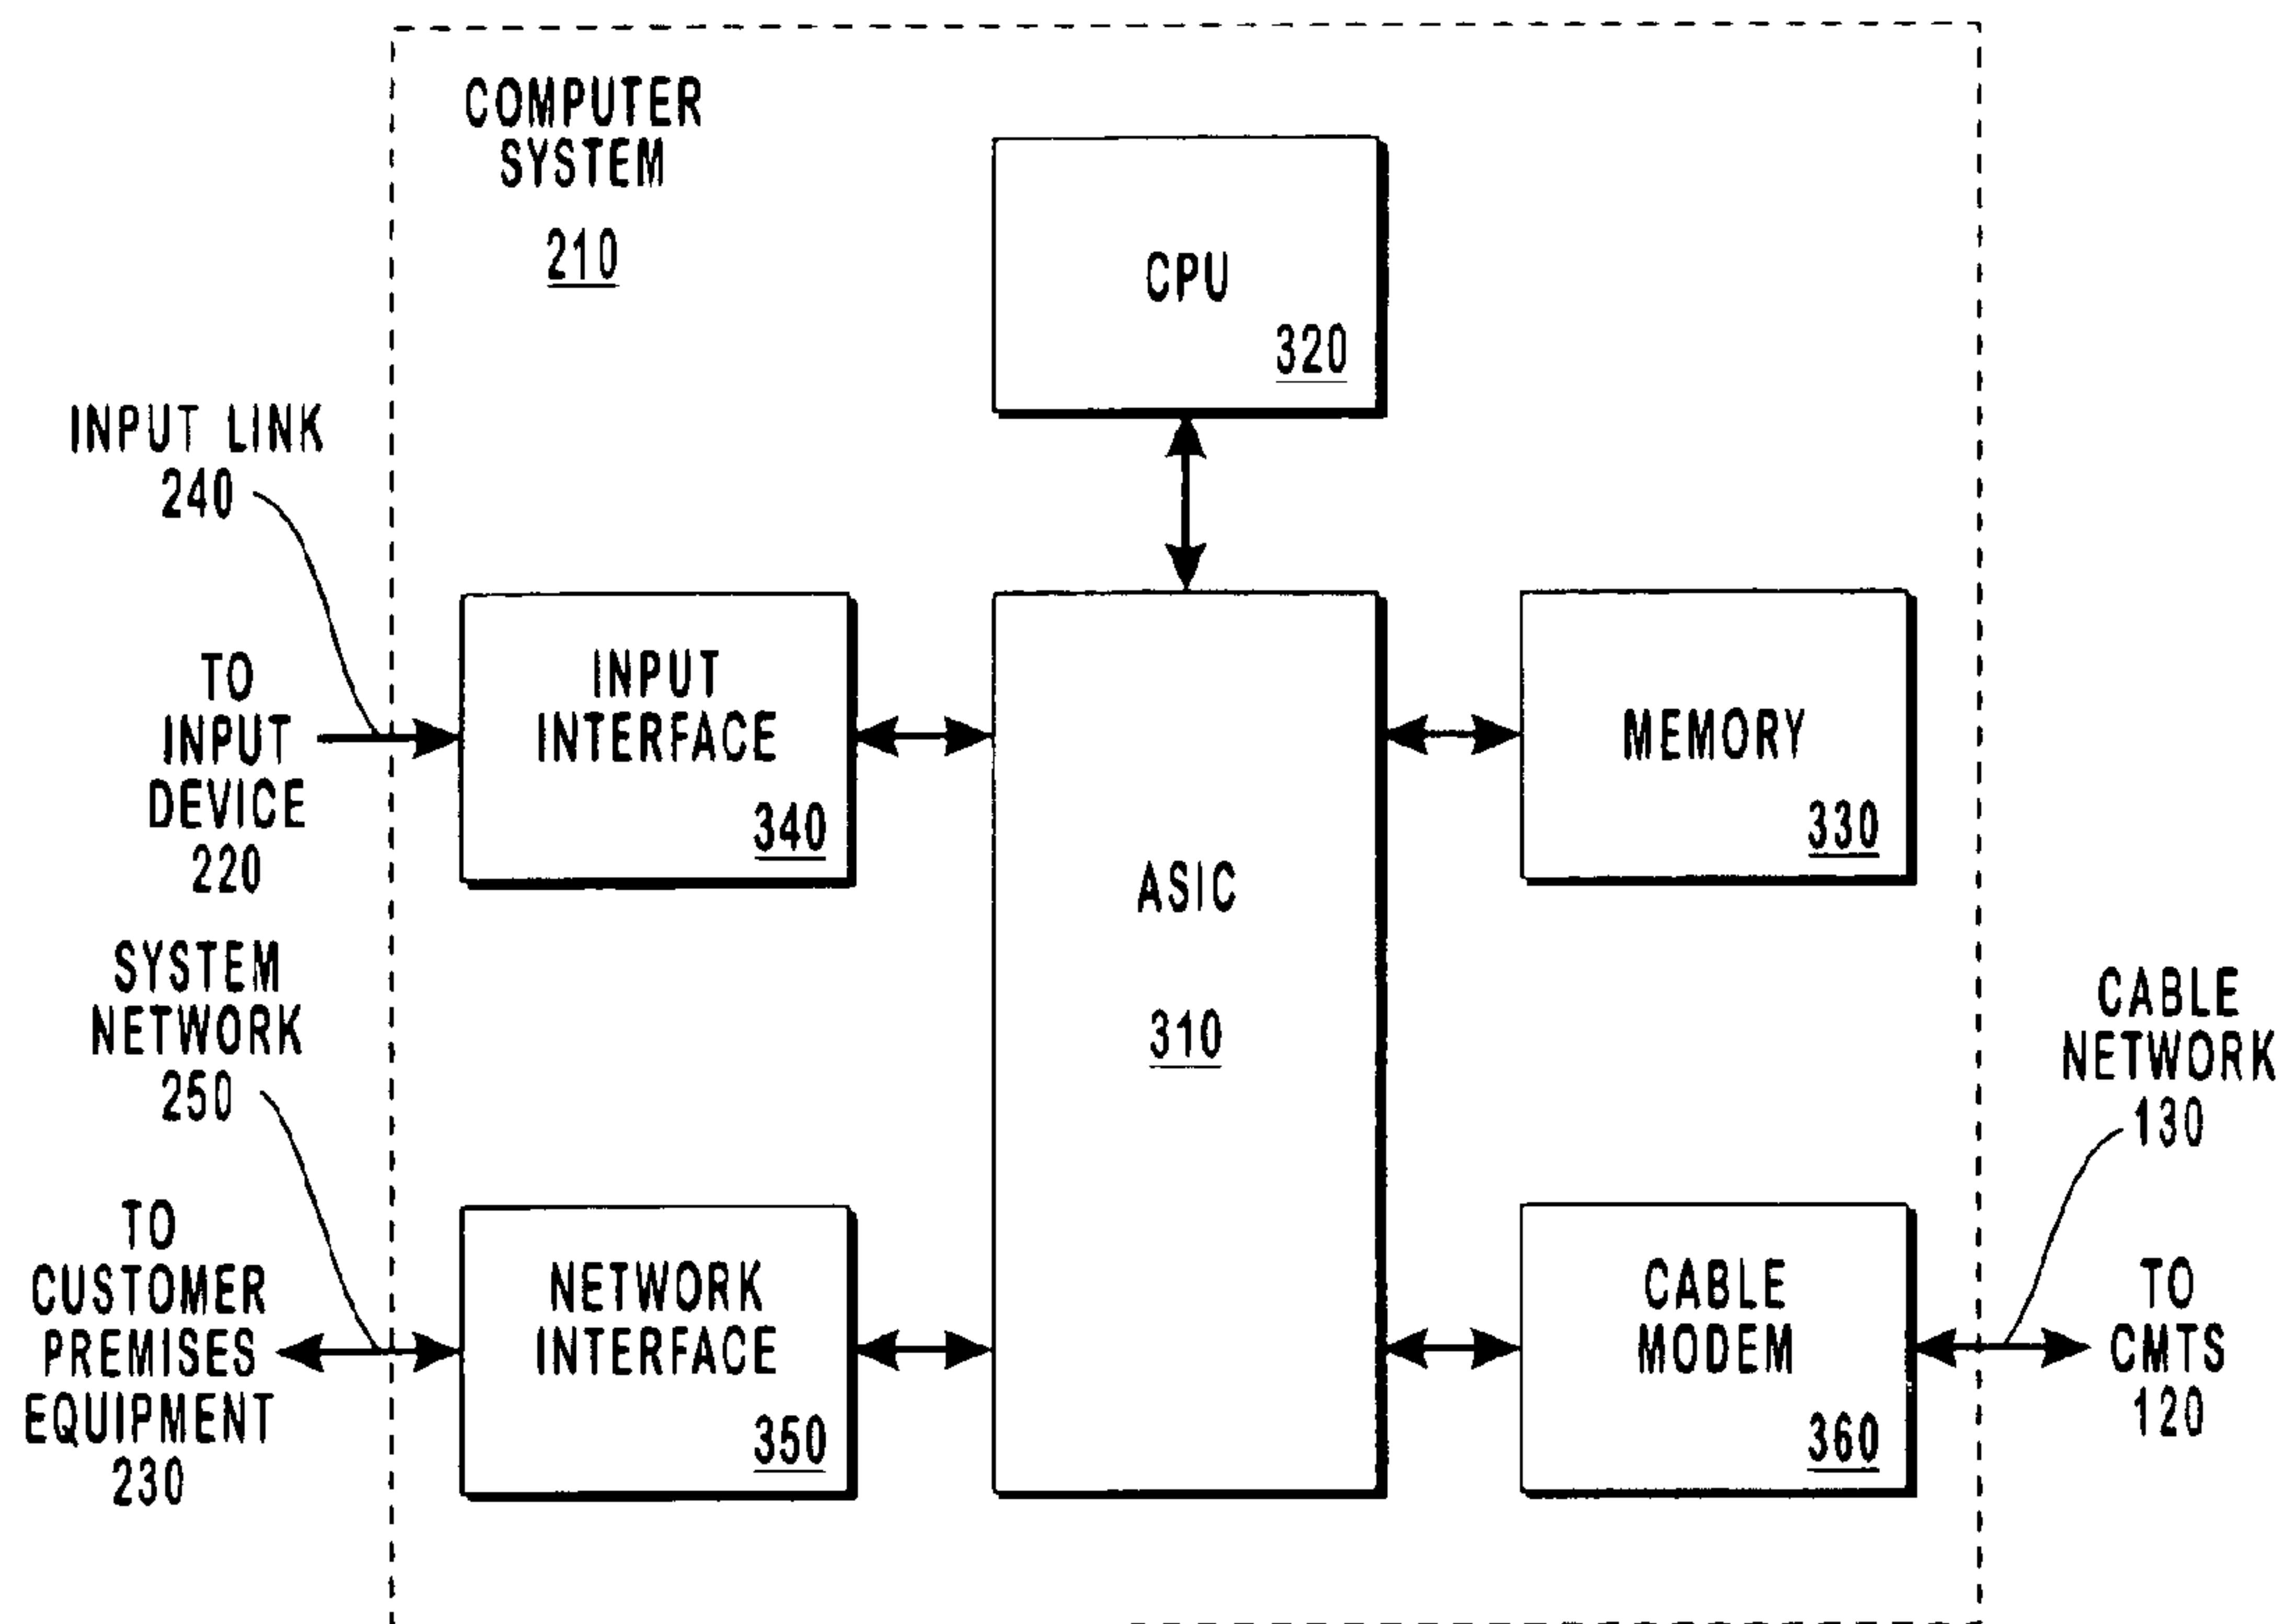 COMPUTER
SYSTEM
210
CPU
320
INPUT LINK
240
TO
INPUT
DEVICE
220
INPUT
INTERFACE
340
ASIC
310
MEMORY
330
SYSTEM
NETWORK
250
TO
CUSTOMER
PREMISES
EQUIPMENT
230
NETWORK
INTERFACE
350
CABLE
MODEM
360
CABLE
NETWORK
130
TO
CMTS
120